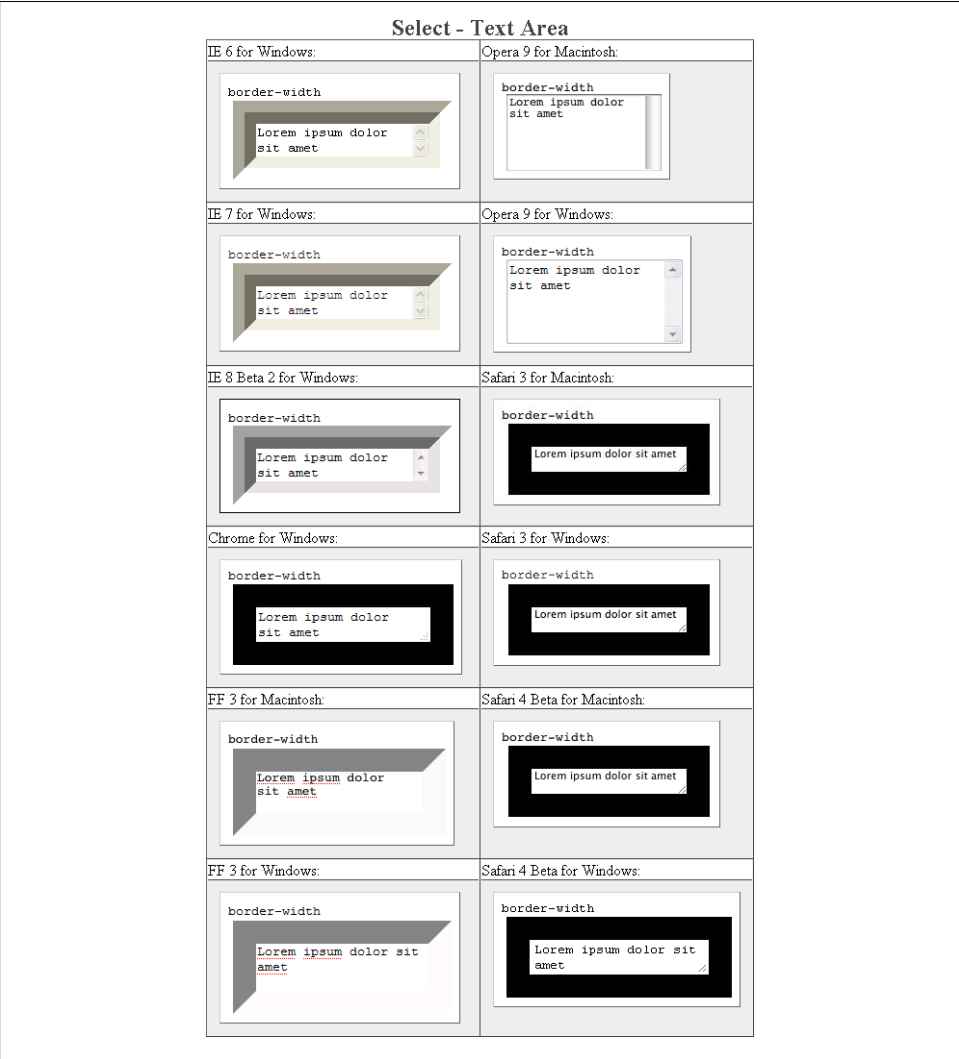 Select - Text Area
IE 6 for Windows:
border-width
Lorem ipsum dolor
sit amet
Opera 9 for Macintosh:
border-width
Lorem ipsum dolor
sit amet
IE 7 for Windows:
border-width
Lorem ipsum dolor
sit amet
Opera 9 for Windows:
border-width
Lorem ipsum dolor
sit amet
IE 8 Beta 2 for Windows:
border-width
Lorem ipsum dolor
sit amet
Safari 3 for Macintosh:
border-width
Lorem ipsum dolor sit amet
Chrome for Windows:
border-width
Lorem ipsum dolor
sit amet
Safari 3 for Windows:
border-width
Lorem ipsum dolor sit amet
FF 3 for Macintosh:
border-width
Lorem ipsum dolor
sit amet
Safari 4 Beta for Macintosh:
border-width
Lorem ipsum dolor sit amet
FF 3 for Windows:
border-width
Lorem ipsum dolor sit
amet
Safari 4 Beta for Windows:
border-width
Lorem ipsum dolor sit
amet